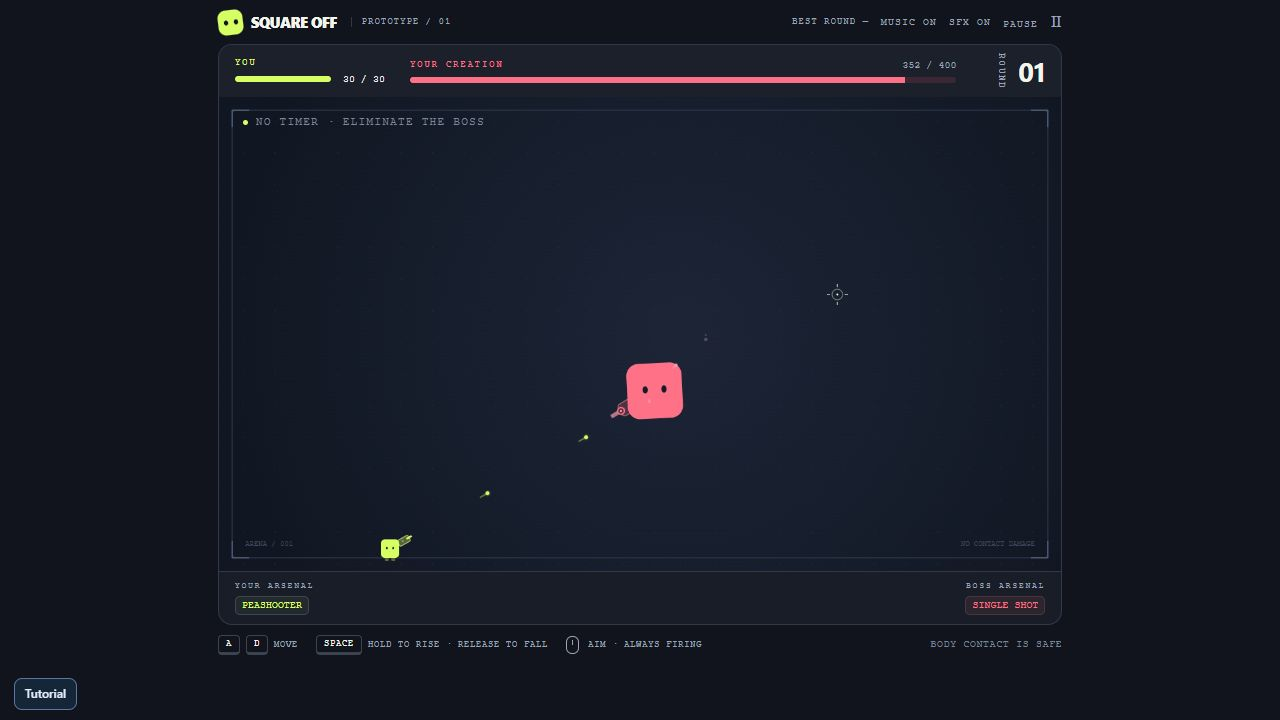 SQUARE OFF
PROTOTYPE / 01
BEST ROUND — MUSIC ON SFX ON PAUSE
YOU
30 / 30
YOUR CREATION
352 / 400
ROUND
01
NO TIMER · ELIMINATE THE BOSS
ARENA / 001
NO CONTACT DAMAGE
YOUR ARSENAL
PEASHOOTER
BOSS ARSENAL
SINGLE SHOT
A D MOVE SPACE HOLD TO RISE · RELEASE TO FALL AIM · ALWAYS FIRING
BODY CONTACT IS SAFE
Tutorial